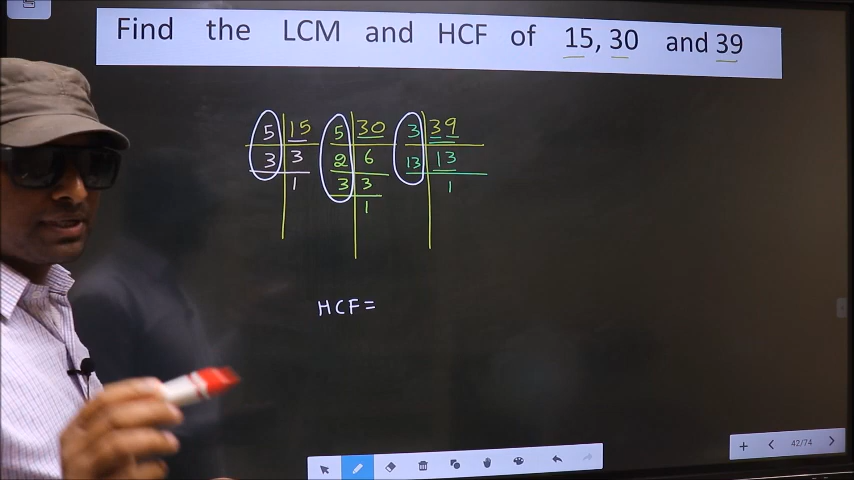 Find the LCM and HCF of 15, 30 and 39
5 15 5 30 3 39
3 3 2 6 13 13
1 3 3 1
1
HCF=
42/74